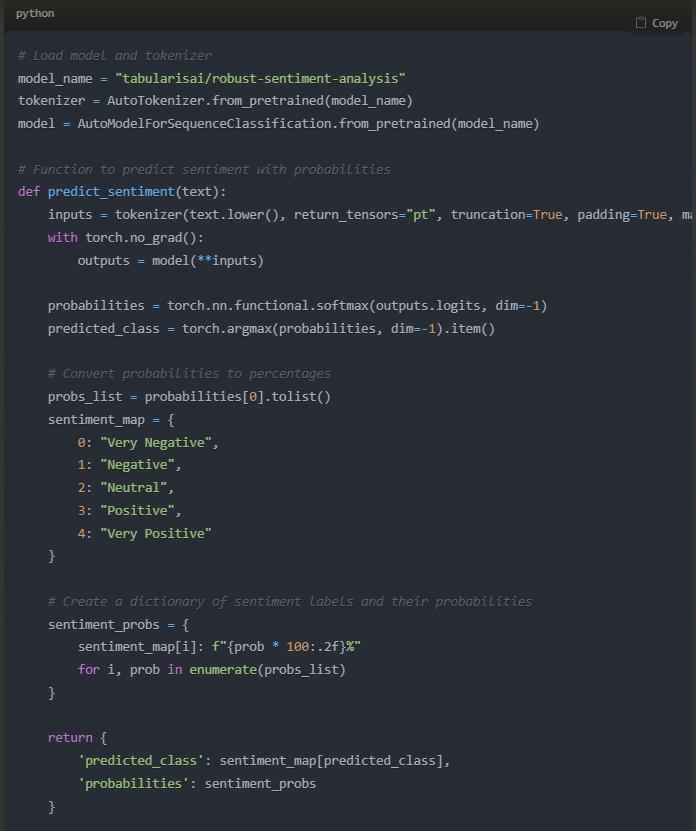 python
Copy
# Load model and tokenizer
model_name = "tabularisai/robust-sentiment-analysis"
tokenizer = AutoTokenizer.from_pretrained(model_name)
model = AutoModelForSequenceClassification.from_pretrained(model_name)
# Function to predict sentiment with probabilities
def predict_sentiment(text):
    inputs = tokenizer(text.lower(), return_tensors="pt", truncation=True, padding=True,
    with torch.no_grad():
        outputs = model(**inputs)
    probabilities = torch.nn.functional.softmax(outputs.logits, dim=-1)
    predicted_class = torch.argmax(probabilities, dim=-1).item()
    # Convert probabilities to percentages
    probs_list = probabilities[0].tolist()
    sentiment_map = {
        0: "Very Negative",
        1: "Negative",
        2: "Neutral",
        3: "Positive",
        4: "Very Positive"
    }
    # Create a dictionary of sentiment labels and their probabilities
    sentiment_probs = {
        sentiment_map[i]: f"{prob * 100:.2f}%"
        for i, prob in enumerate(probs_list)
    }
    return {
        'predicted_class': sentiment_map[predicted_class],
        'probabilities': sentiment_probs
    }